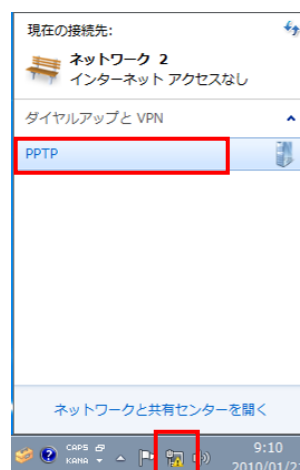 現在の接続先:
ネットワーク 2
インターネット アクセスなし
ダイヤルアップと VPN
PPTP
ネットワークと共有センターを開く
CAPS
KANA
9:10
2010/01/2